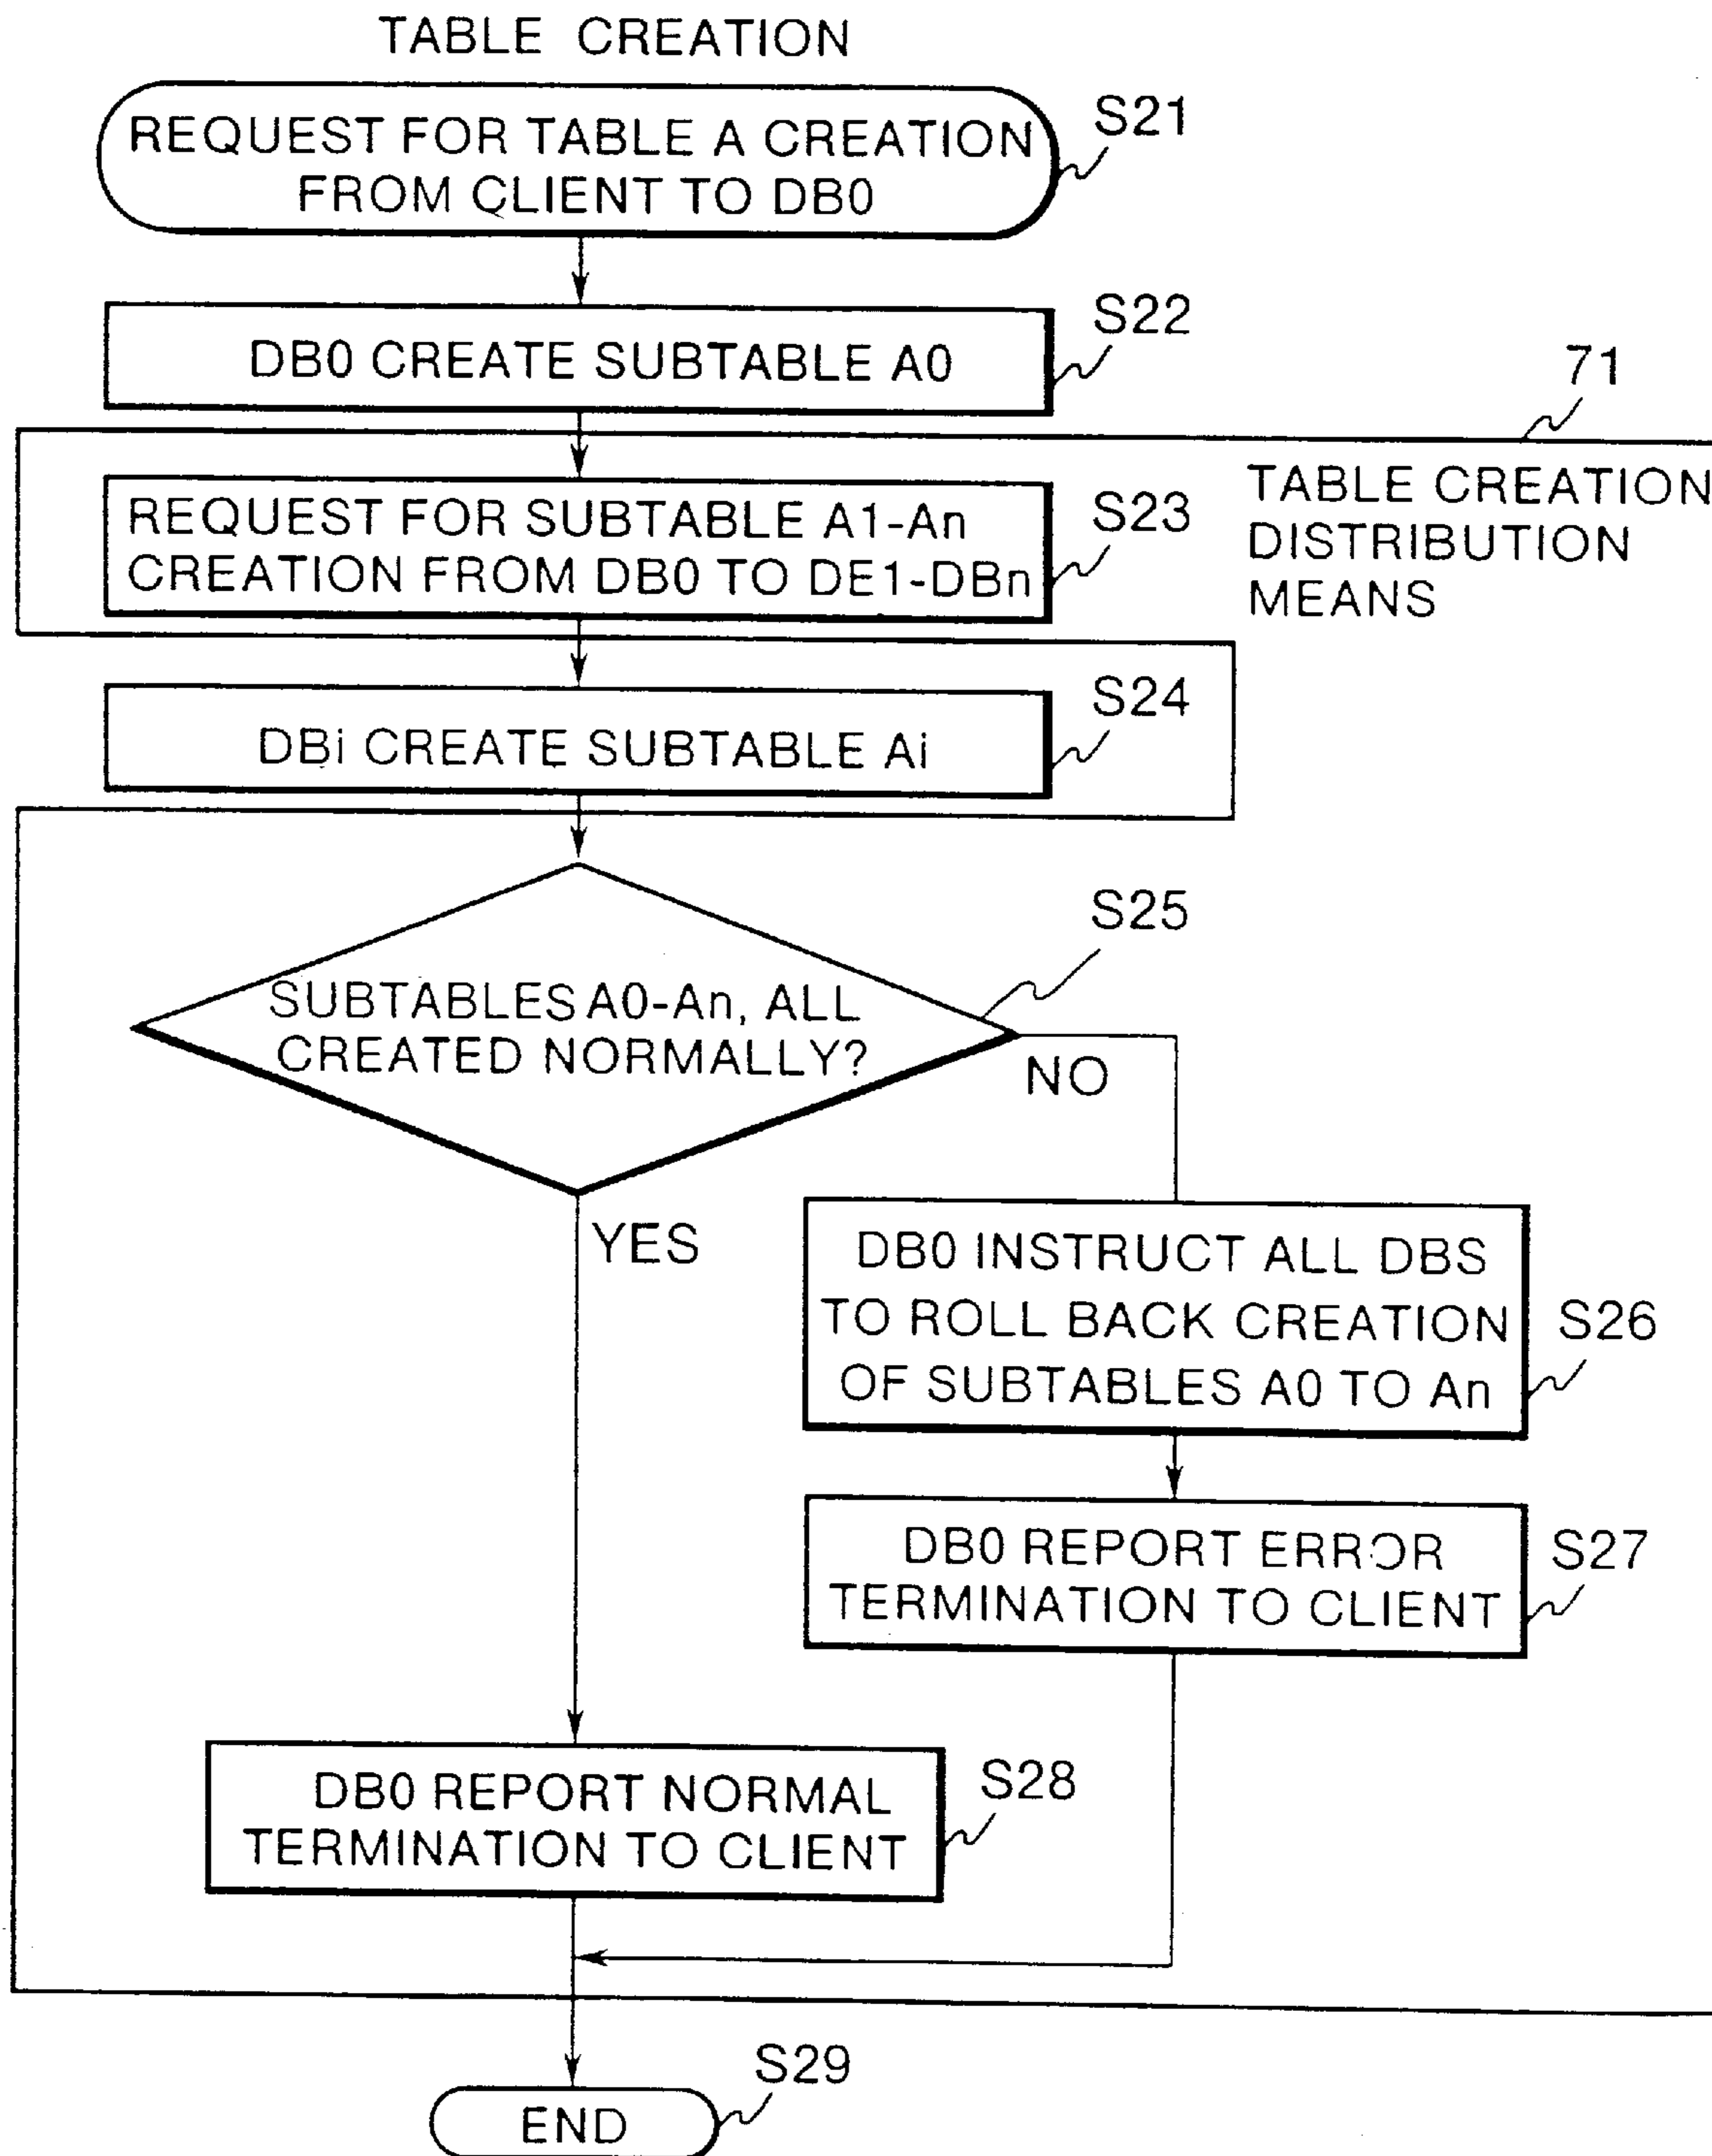 TABLE CREATION
REQUEST FOR TABLE A CREATION
FROM CLIENT TO DB0
S21
DB0 CREATE SUBTABLE A0
S22
71
TABLE CREATION
DISTRIBUTION
MEANS
REQUEST FOR SUBTABLE A1-An
CREATION FROM DB0 TO DE1-DBn
S23
DBi CREATE SUBTABLE Ai
S24
SUBTABLES A0-An, ALL
CREATED NORMALLY?
S25
NO
YES
DB0 INSTRUCT ALL DBS
TO ROLL BACK CREATION
OF SUBTABLES A0 TO An
S26
DB0 REPORT ERROR
TERMINATION TO CLIENT
S27
DB0 REPORT NORMAL
TERMINATION TO CLIENT
S28
END
S29